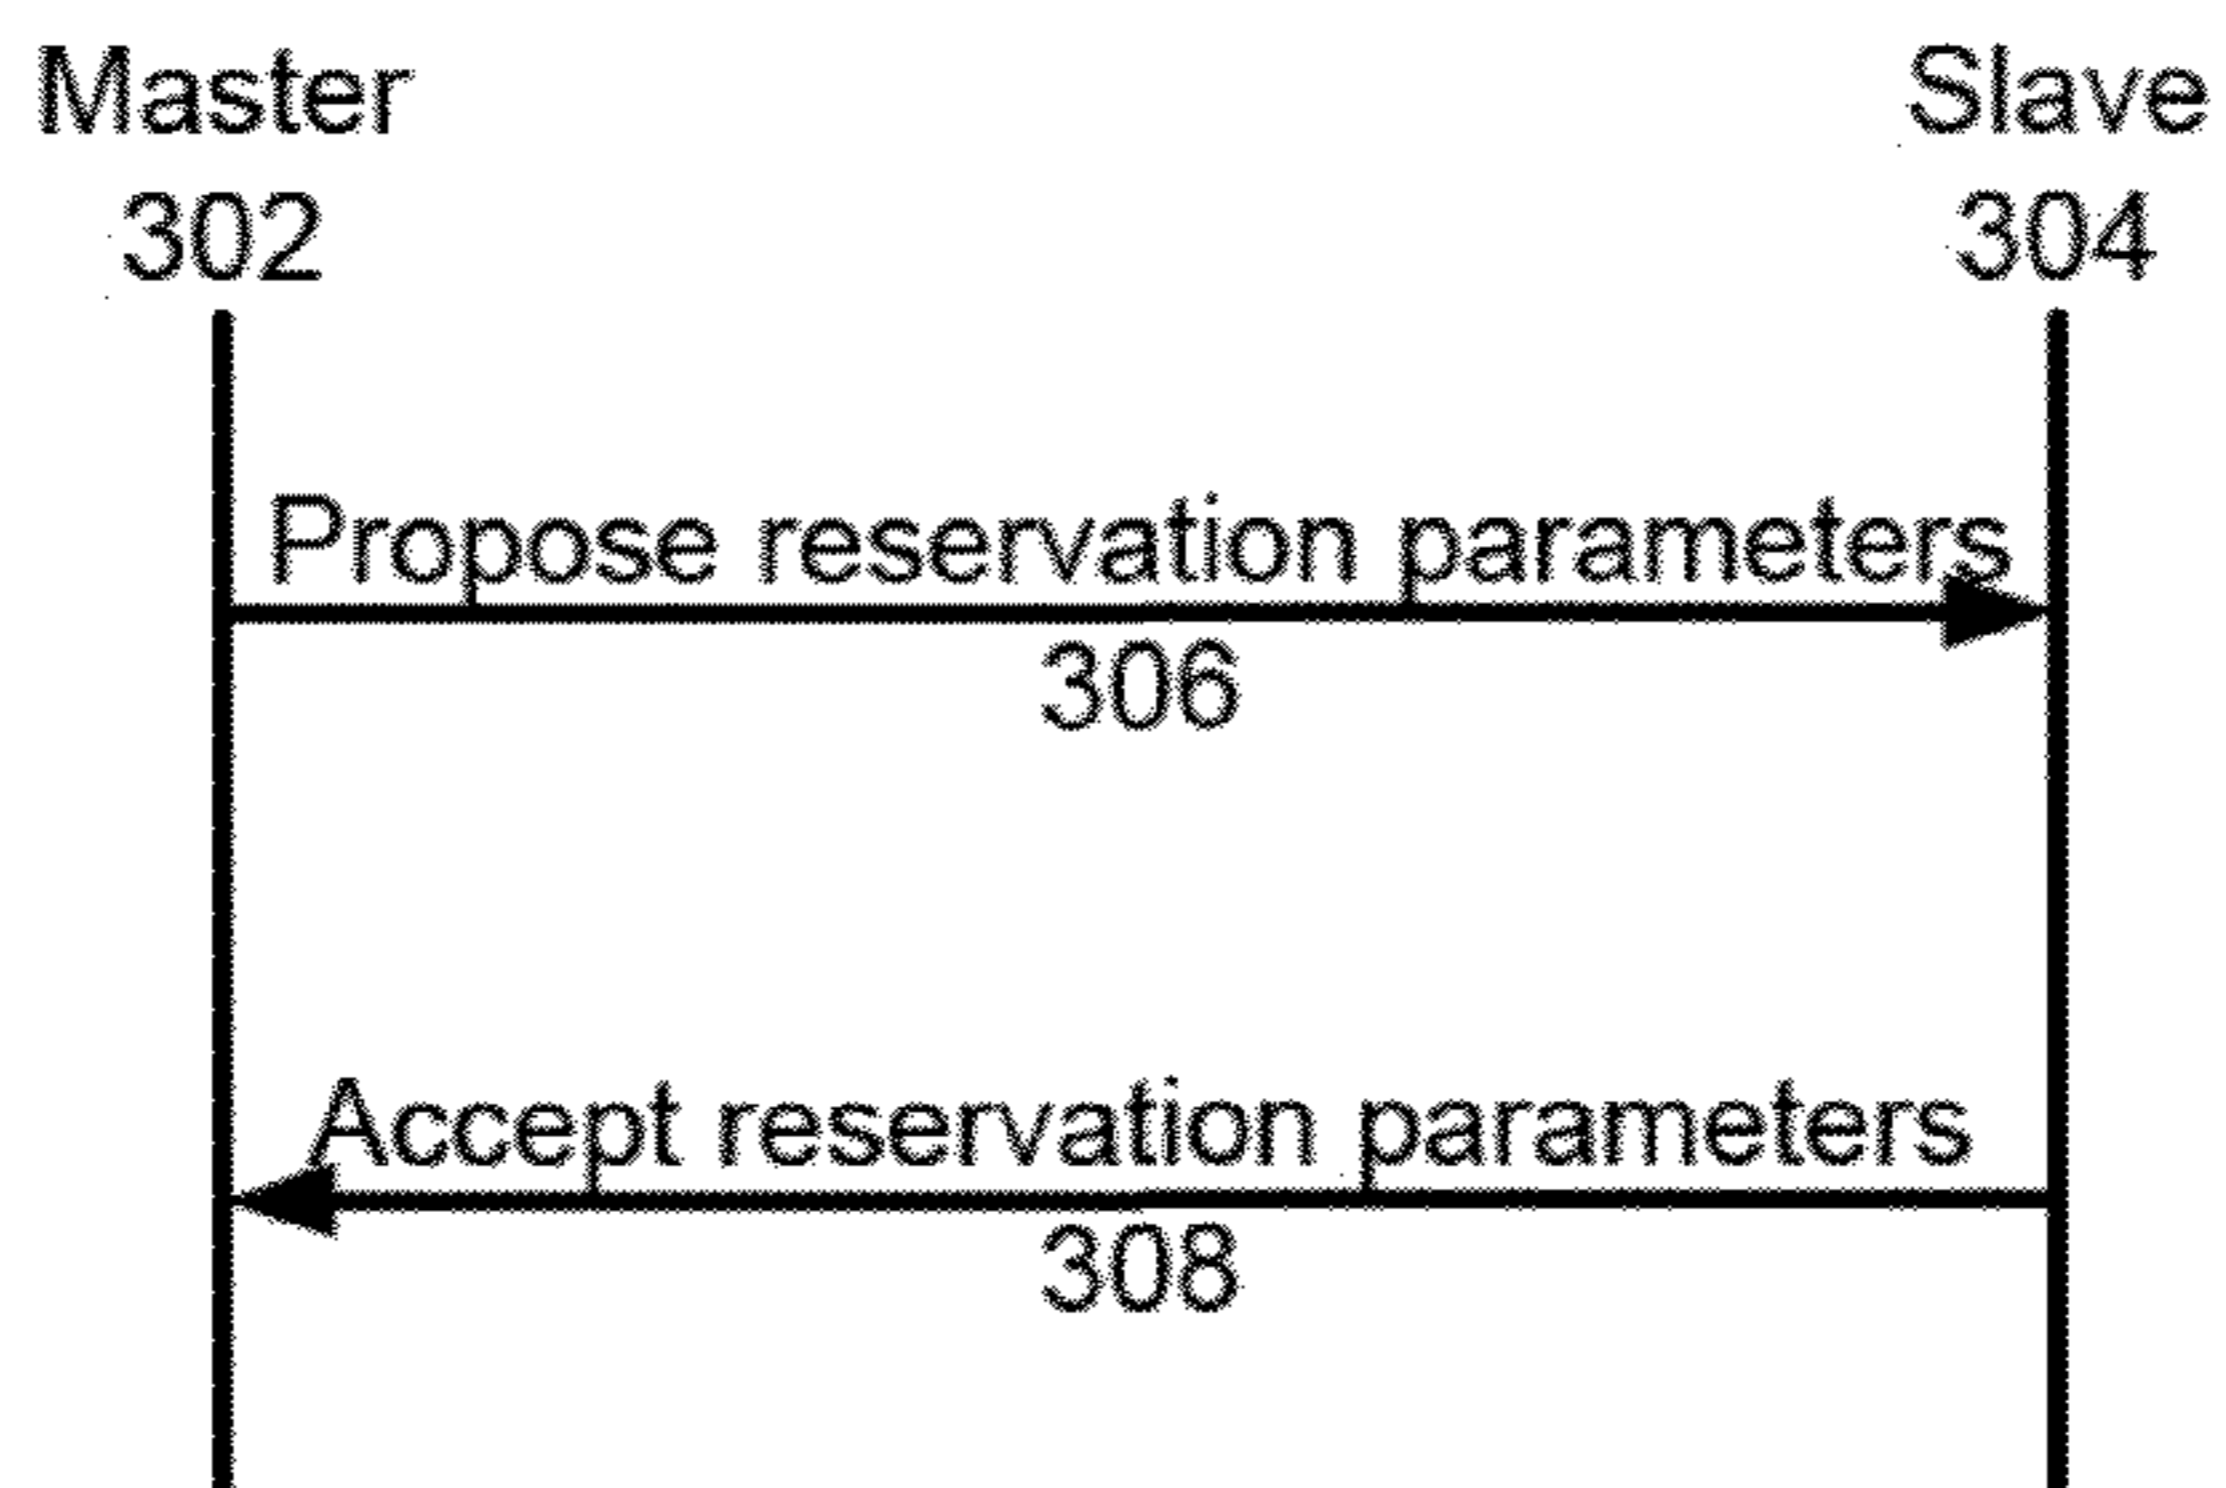 Master
302
Slave
304
Propose reservation parameters
306
Accept reservation parameters
308